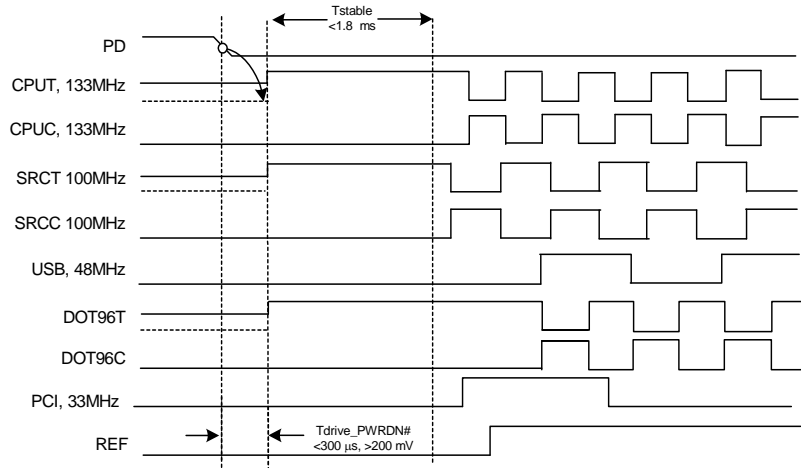 Tstable
<1.8 ms
PD
CPUT, 133MHz
CPUC, 133MHz
SRCT 100MHz
SRCC 100MHz
USB, 48MHz
DOT96T
DOT96C
PCI, 33MHz
Tdrive_PWRDN#
<300 µs, >200 mV
REF